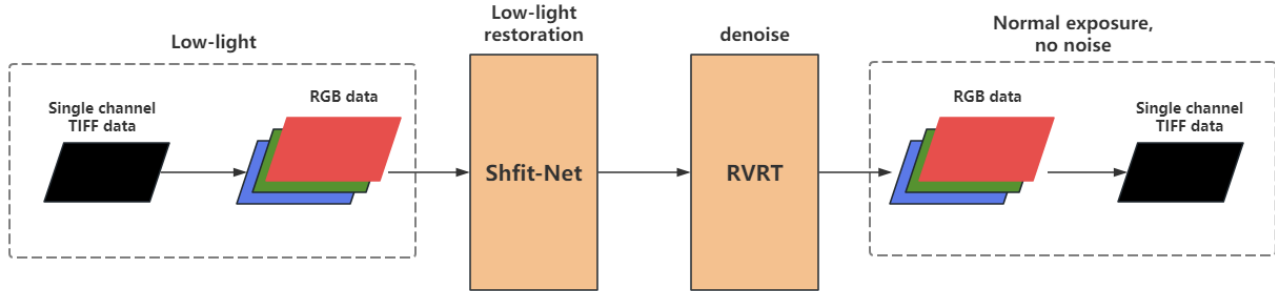 Low-light
Single channel
TIFF data
RGB data
Low-light
restoration
Shfit-Net
denoise
RVRT
Normal exposure,
no noise
RGB data
Single channel
TIFF data